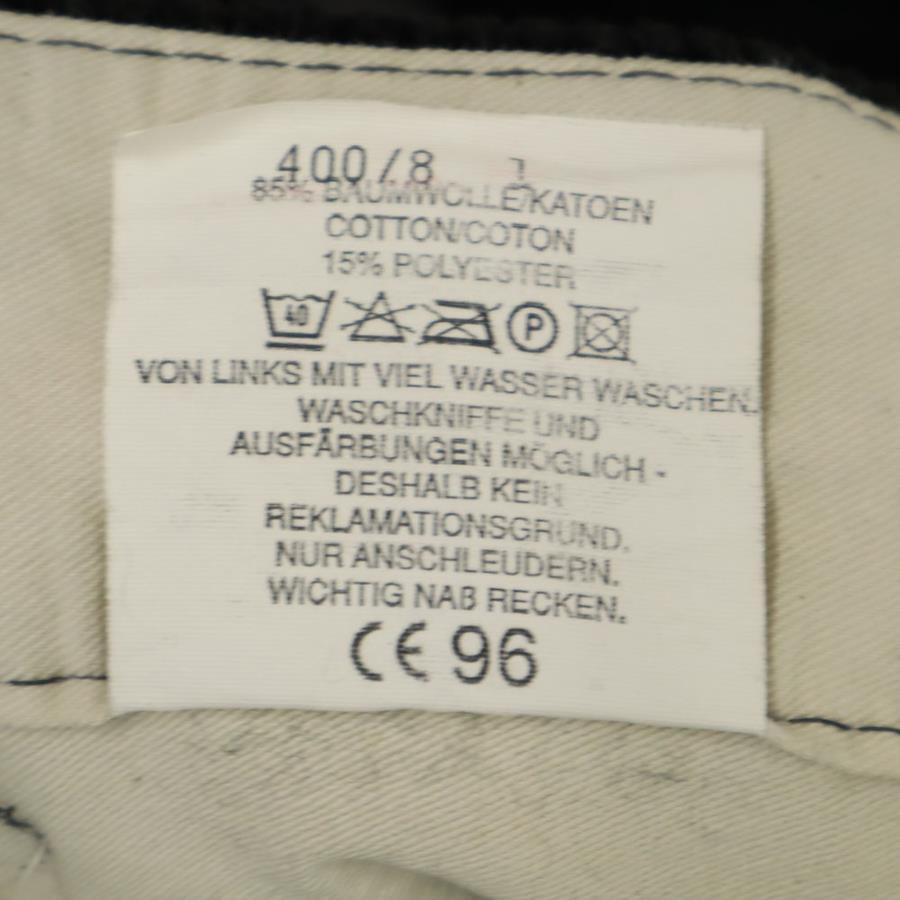 400/8 1
85% BAUMWOLLE/KATOEN
COTTON/COTON
15% POLYESTER
40 P
VON LINKS MIT VIEL WASSER WASCHEN.
WASCHKNIFFE UND
AUSFÄRBUNGEN MÖGLICH -
DESHALB KEIN
REKLAMATIONSGRUND.
NUR ANSCHLEUDERN.
WICHTIG NAß RECKEN.
CE 96